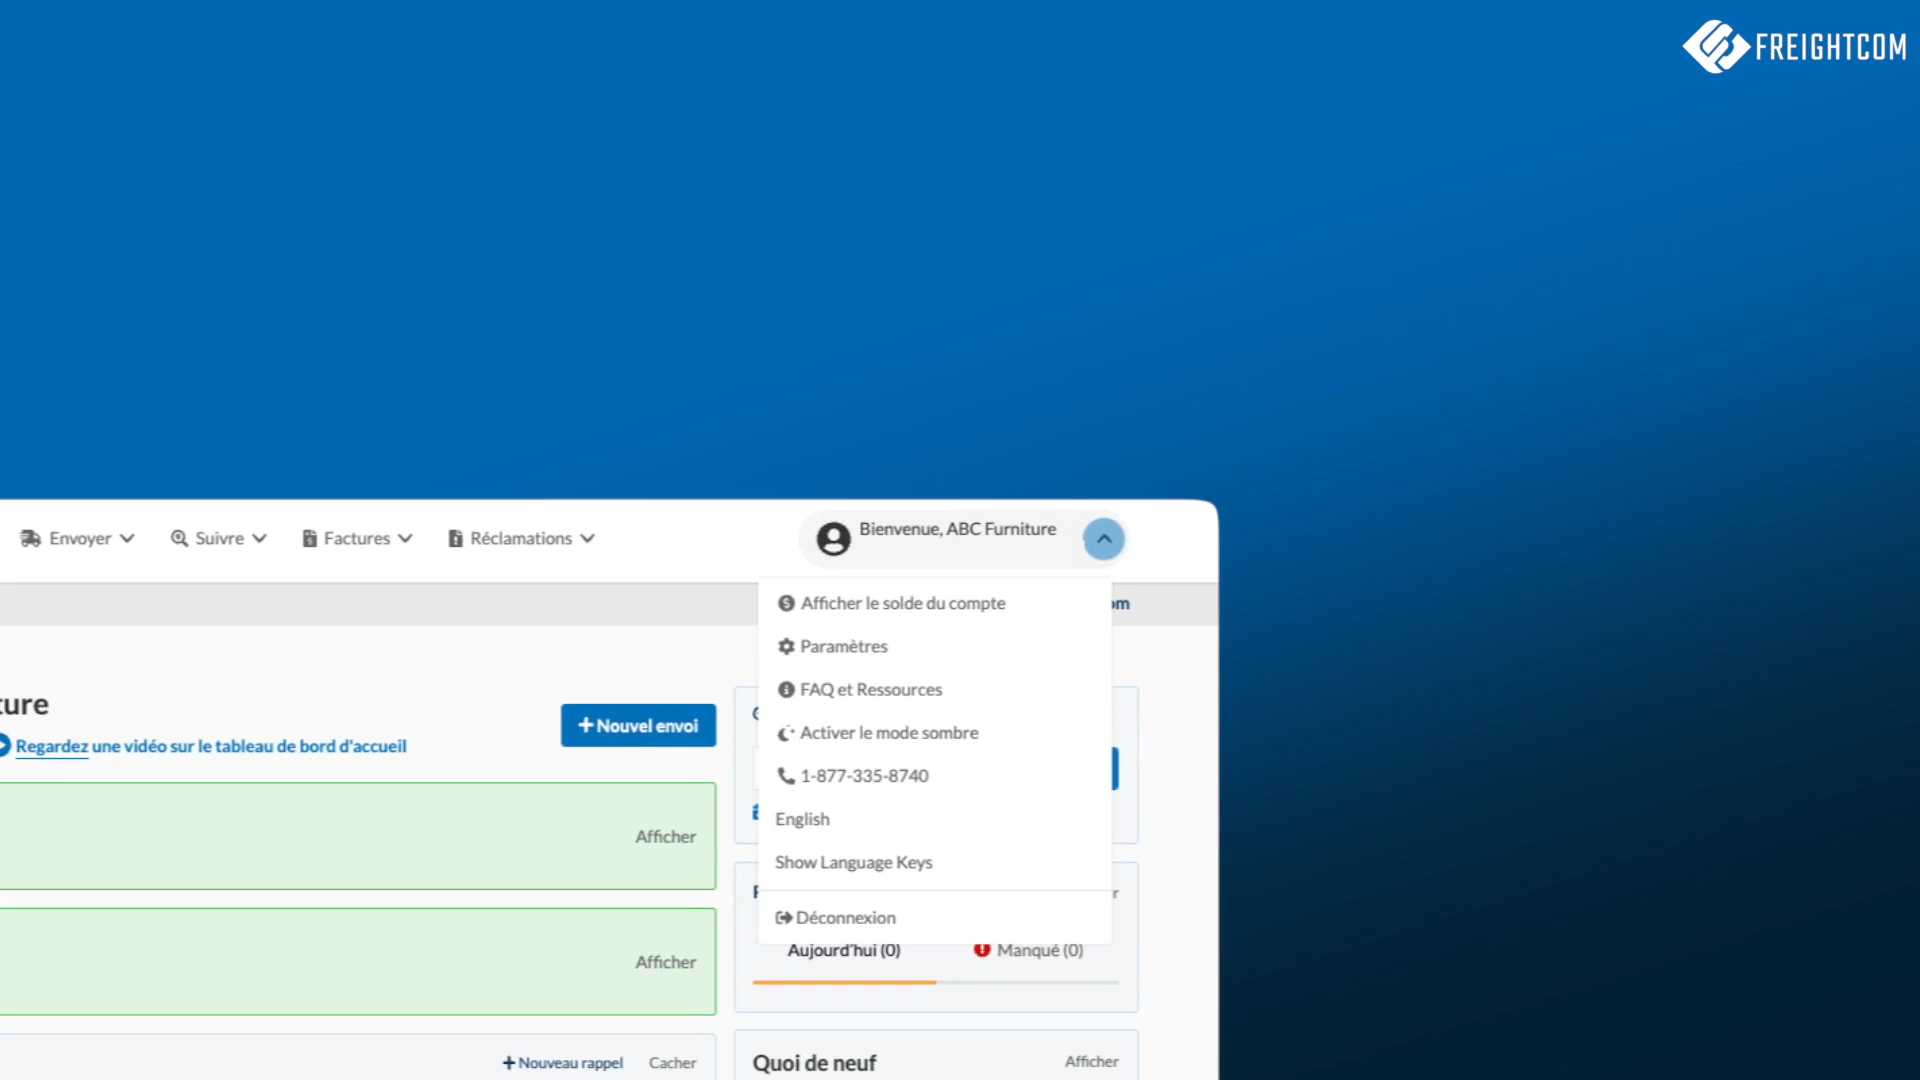 FREIGHTCOM
Envoyer
Suivre
Factures
Réclamations
Bienvenue, ABC Furniture
Afficher le solde du compte
Paramètres
FAQ et Ressources
Activer le mode sombre
1-877-335-8740
English
Show Language Keys
Déconnexion
om
ture
Regardez une vidéo sur le tableau de bord d'accueil
+ Nouvel envoi
Afficher
Afficher
Aujourd'hui (0)
Manqué (0)
+ Nouveau rappel
Cacher
Quoi de neuf
Afficher